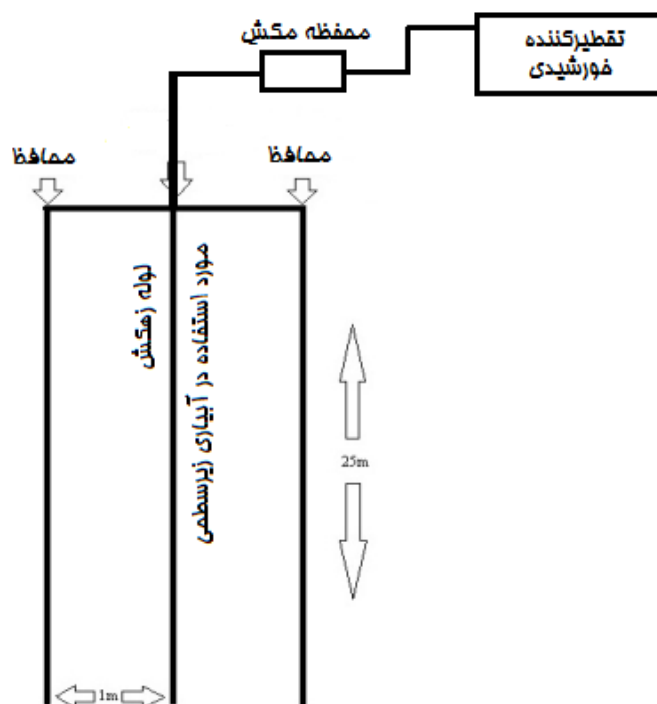 تقطیرکننده
خورشیدی
محفظه مکش
محافظ
محافظ
لوله زهکش
مورد استفاده در آبیاری زیرسطحی
25m
1m